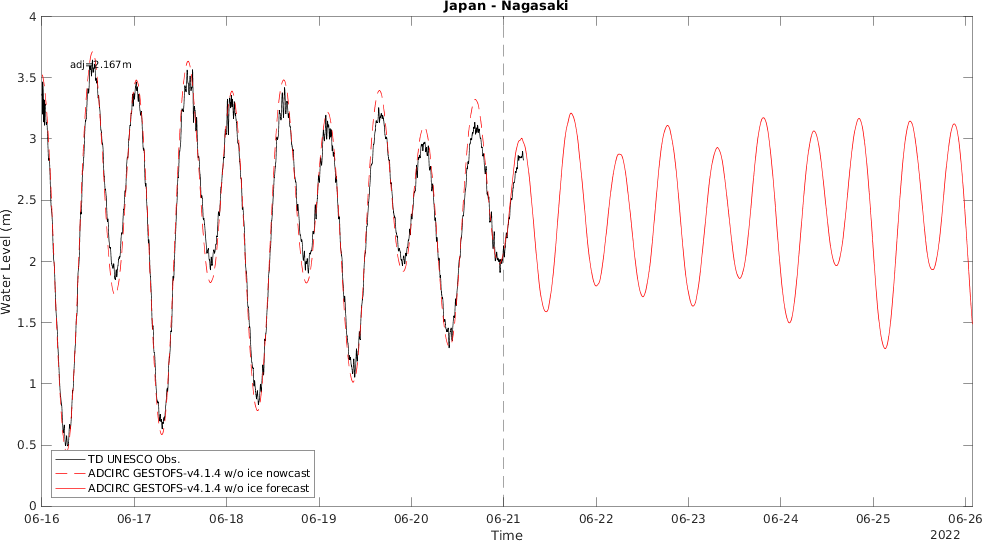 Japan - Nagasaki
4
3.5
3
2.5
2
1.5
1
0.5
0
Water Level (m)
adj=2.167m
TD UNESCO Obs.
ADCIRC GESTOFS-v4.1.4 w/o ice nowcast
ADCIRC GESTOFS-v4.1.4 w/o ice forecast
06-16 06-17 06-18 06-19 06-20 06-21 06-22 06-23 06-24 06-25 06-26
Time
2022